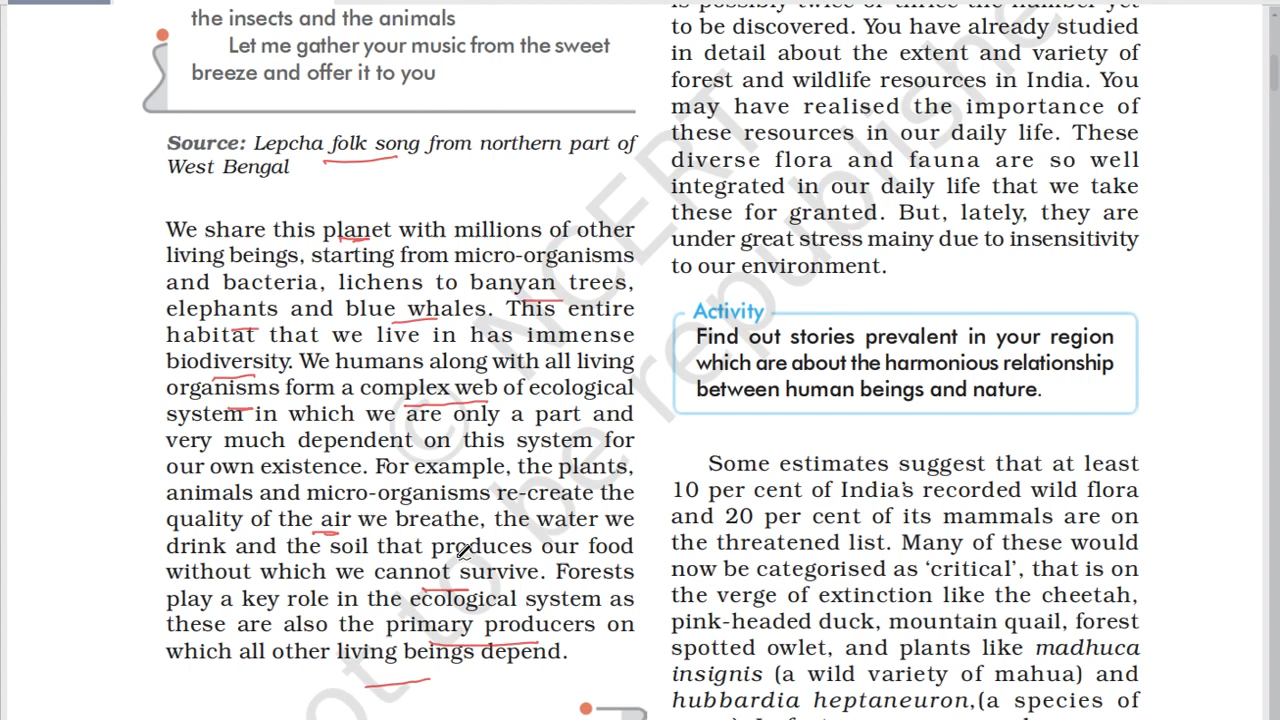 the insects and the animals
Let me gather your music from the sweet
breeze and offer it to you
Source: Lepcha folk song from northern part of
West Bengal
We share this planet with millions of other
living beings, starting from micro-organisms
and bacteria, lichens to banyan trees,
elephants and blue whales. This entire
habitat that we live in has immense
biodiversity. We humans along with all living
organisms form a complex web of ecological
system in which we are only a part and
very much dependent on this system for
our own existence. For example, the plants,
animals and micro-organisms re-create the
quality of the air we breathe, the water we
drink and the soil that produces our food
without which we cannot survive. Forests
play a key role in the ecological system as
these are also the primary producers on
which all other living beings depend.
is possibly twice or thrice the number yet
to be discovered. You have already studied
in detail about the extent and variety of
forest and wildlife resources in India. You
may have realised the importance of
these resources in our daily life. These
diverse flora and fauna are so well
integrated in our daily life that we take
these for granted. But, lately, they are
under great stress mainy due to insensitivity
to our environment.
Activity
Find out stories prevalent in your region
which are about the harmonious relationship
between human beings and nature.
Some estimates suggest that at least
10 per cent of India's recorded wild flora
and 20 per cent of its mammals are on
the threatened list. Many of these would
now be categorised as 'critical', that is on
the verge of extinction like the cheetah,
pink-headed duck, mountain quail, forest
spotted owlet, and plants like madhuca
insignis (a wild variety of mahua) and
hubbardia heptaneuron,(a species of
© NCERT
not to be republished